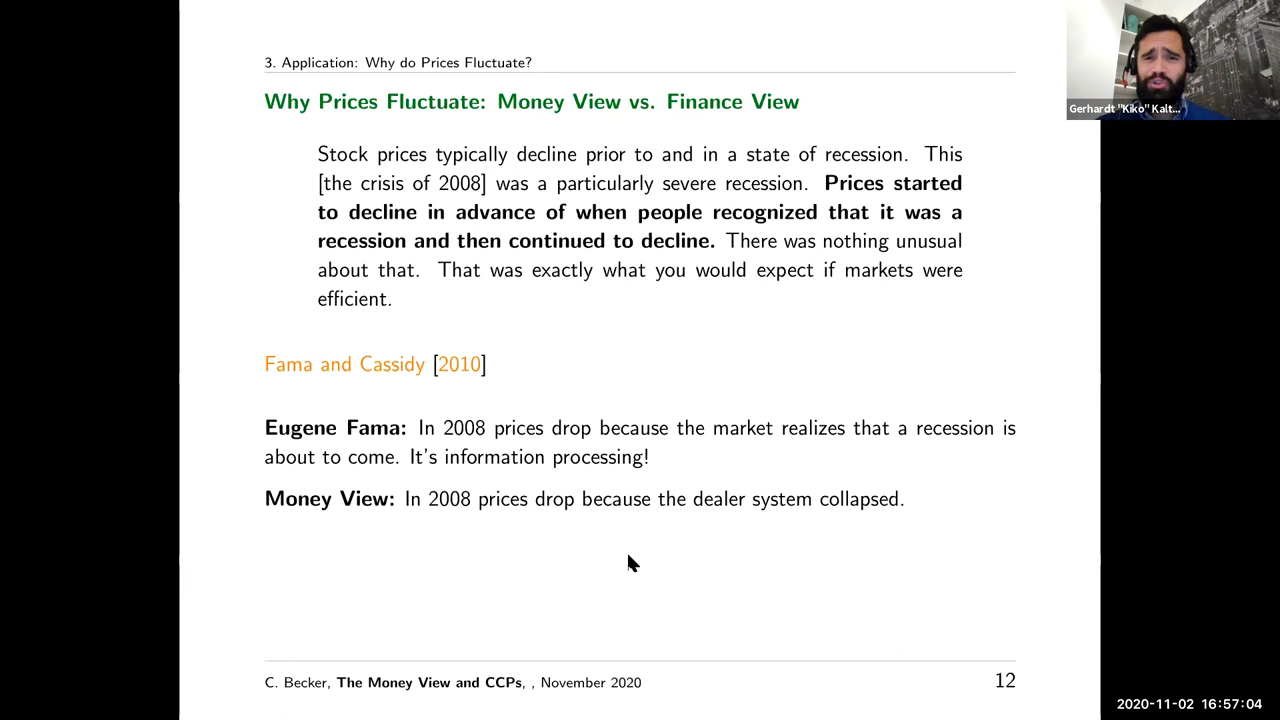 3. Application: Why do Prices Fluctuate?
Why Prices Fluctuate: Money View vs. Finance View
Stock prices typically decline prior to and in a state of recession. This
[the crisis of 2008] was a particularly severe recession. Prices started
to decline in advance of when people recognized that it was a
recession and then continued to decline. There was nothing unusual
about that. That was exactly what you would expect if markets were
efficient.
Fama and Cassidy [2010]
Eugene Fama: In 2008 prices drop because the market realizes that a recession is
about to come. It's information processing!
Money View: In 2008 prices drop because the dealer system collapsed.
C. Becker, The Money View and CCPs, , November 2020
12
Gerhardt "Kiko" Kalt...
2020-11-02 16:57:04